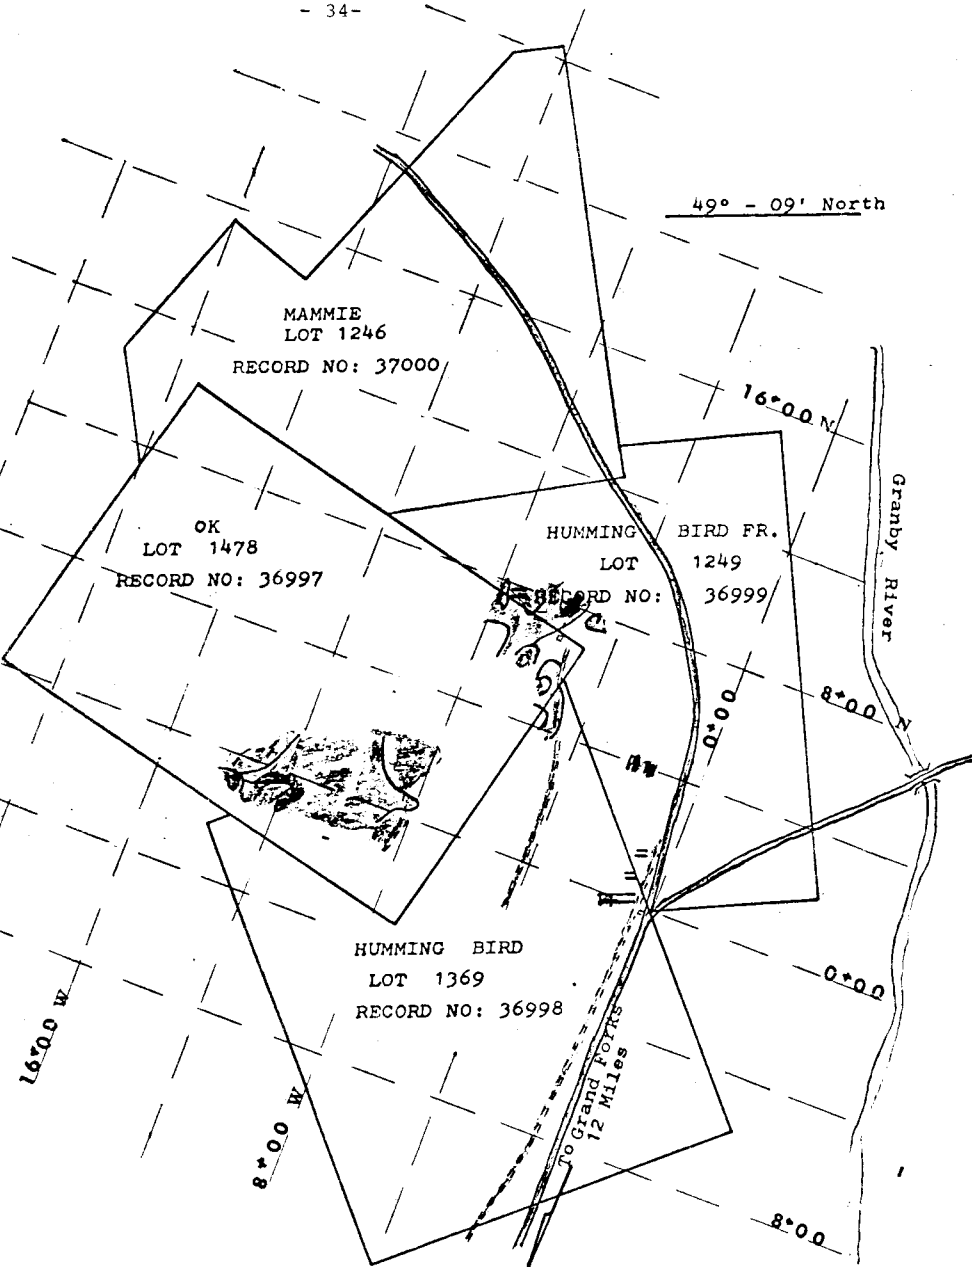 - 34-
49° - 09' North
MAMMIE
LOT 1246
RECORD NO: 37000
16+00 N
Granby River
OK
LOT 1478
RECORD NO: 36997
HUMMING BIRD FR.
LOT 1249
RECORD NO: 36999
8+00 N
0+00
HUMMING BIRD
LOT 1369
RECORD NO: 36998
0+00
16+00 W
8+00 W
To Grand Forks
12 Miles
8+00